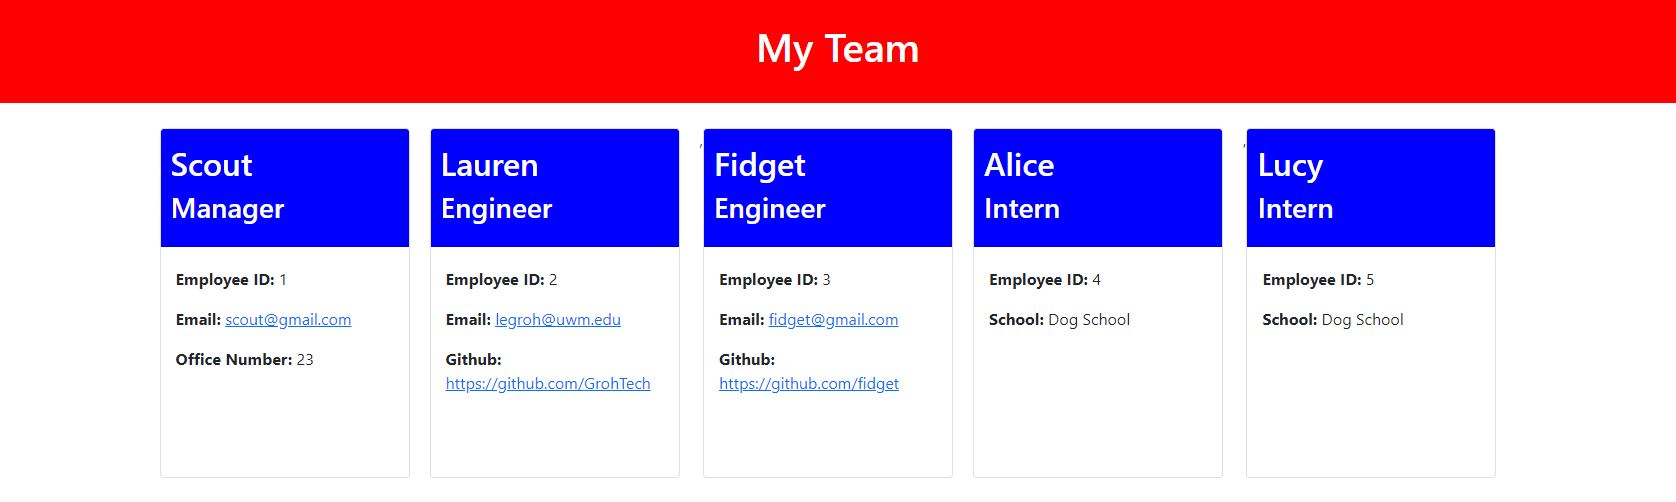 My Team
Scout
Manager
Employee ID: 1
Email: scout@gmail.com
Office Number: 23
Lauren
Engineer
Employee ID: 2
Email: legroh@uwm.edu
Github:
https://github.com/GrohTech
,
Fidget
Engineer
Employee ID: 3
Email: fidget@gmail.com
Github:
https://github.com/fidget
Alice
Intern
Employee ID: 4
School: Dog School
,
Lucy
Intern
Employee ID: 5
School: Dog School